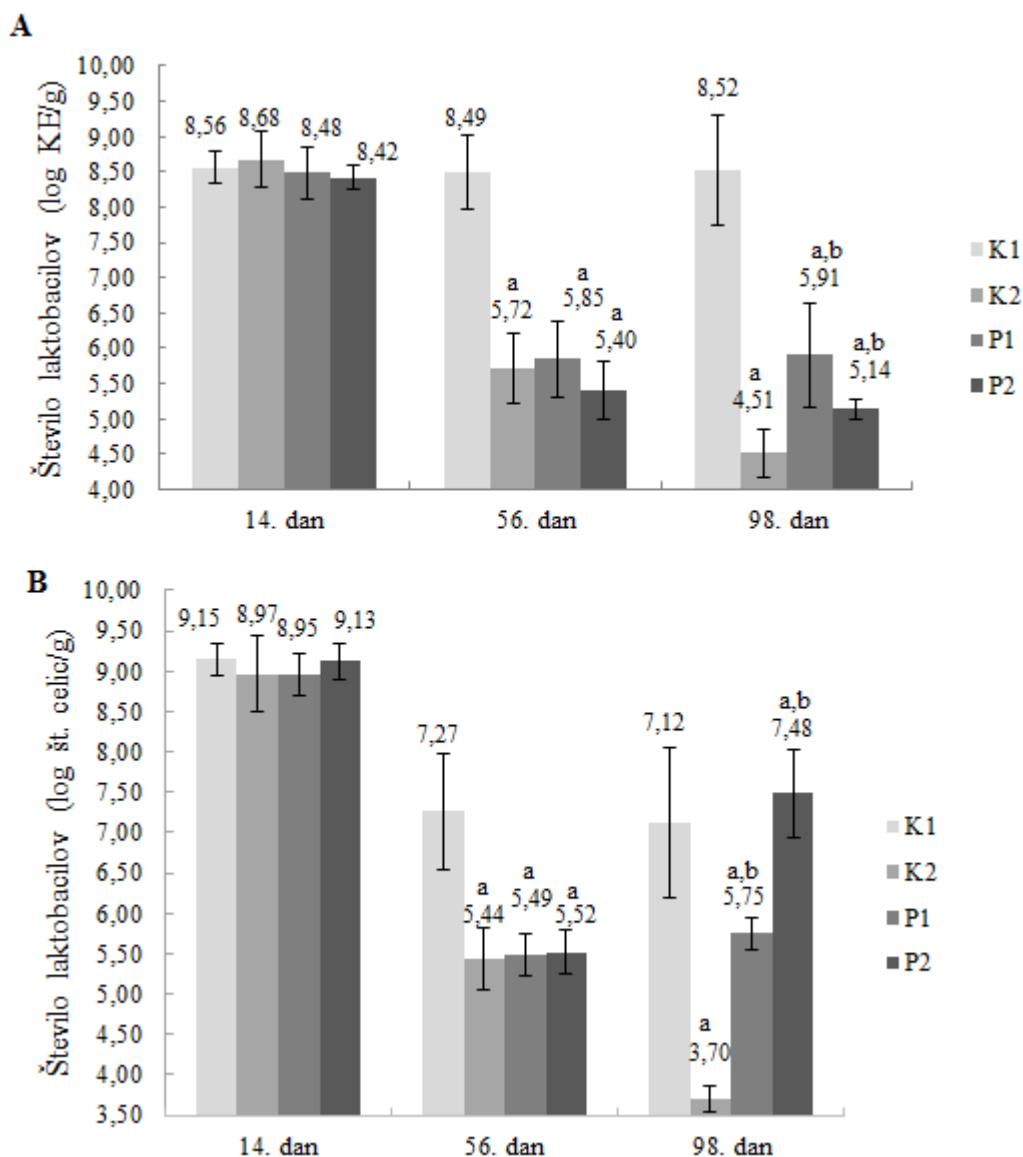 A
Število laktobacilov (log KE/g)
10,00
9,50
9,00
8,50
8,00
7,50
7,00
6,50
6,00
5,50
5,00
4,50
4,00
8,56
8,68
8,48
8,42
8,49
a
5,72
a
5,85
a
5,40
8,52
a
4,51
a,b
5,91
a,b
5,14
14. dan
56. dan
98. dan
K1
K2
P1
P2
B
Število laktobacilov (log št. celic/g)
10,00
9,50
9,00
8,50
8,00
7,50
7,00
6,50
6,00
5,50
5,00
4,50
4,00
3,50
9,15
8,97
8,95
9,13
7,27
a
5,44
a
5,49
a
5,52
7,12
a
3,70
a,b
5,75
a,b
7,48
14. dan
56. dan
98. dan
K1
K2
P1
P2